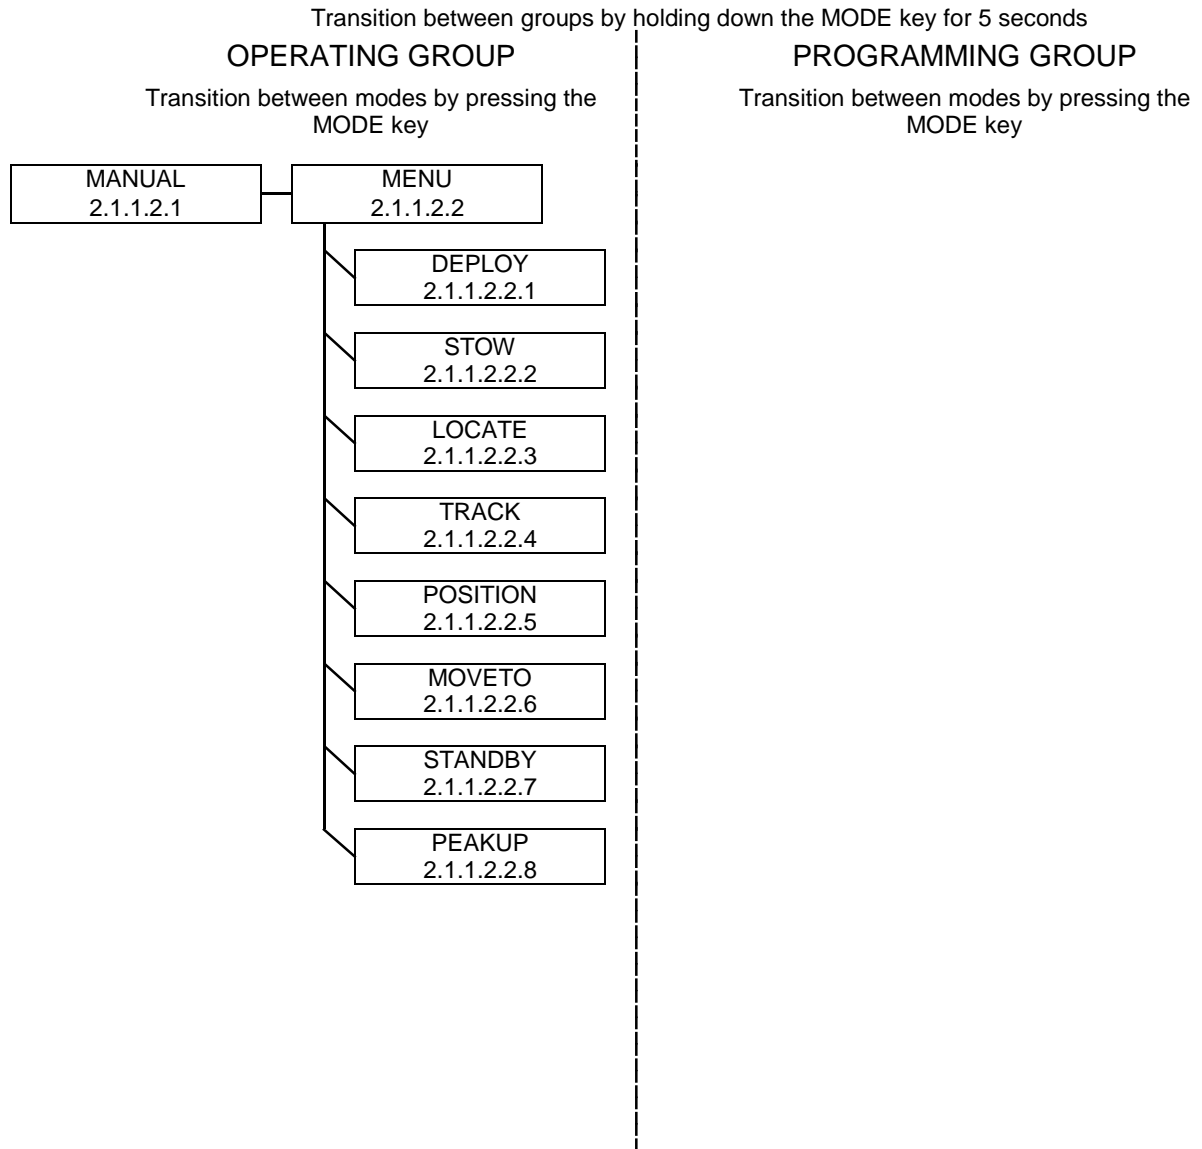 Transition between groups by holding down the MODE key for 5 seconds
OPERATING GROUP
Transition between modes by pressing the
MODE key
PROGRAMMING GROUP
Transition between modes by pressing the
MODE key
MANUAL
2.1.1.2.1
MENU
2.1.1.2.2
DEPLOY
2.1.1.2.2.1
STOW
2.1.1.2.2.2
LOCATE
2.1.1.2.2.3
TRACK
2.1.1.2.2.4
POSITION
2.1.1.2.2.5
MOVETO
2.1.1.2.2.6
STANDBY
2.1.1.2.2.7
PEAKUP
2.1.1.2.2.8